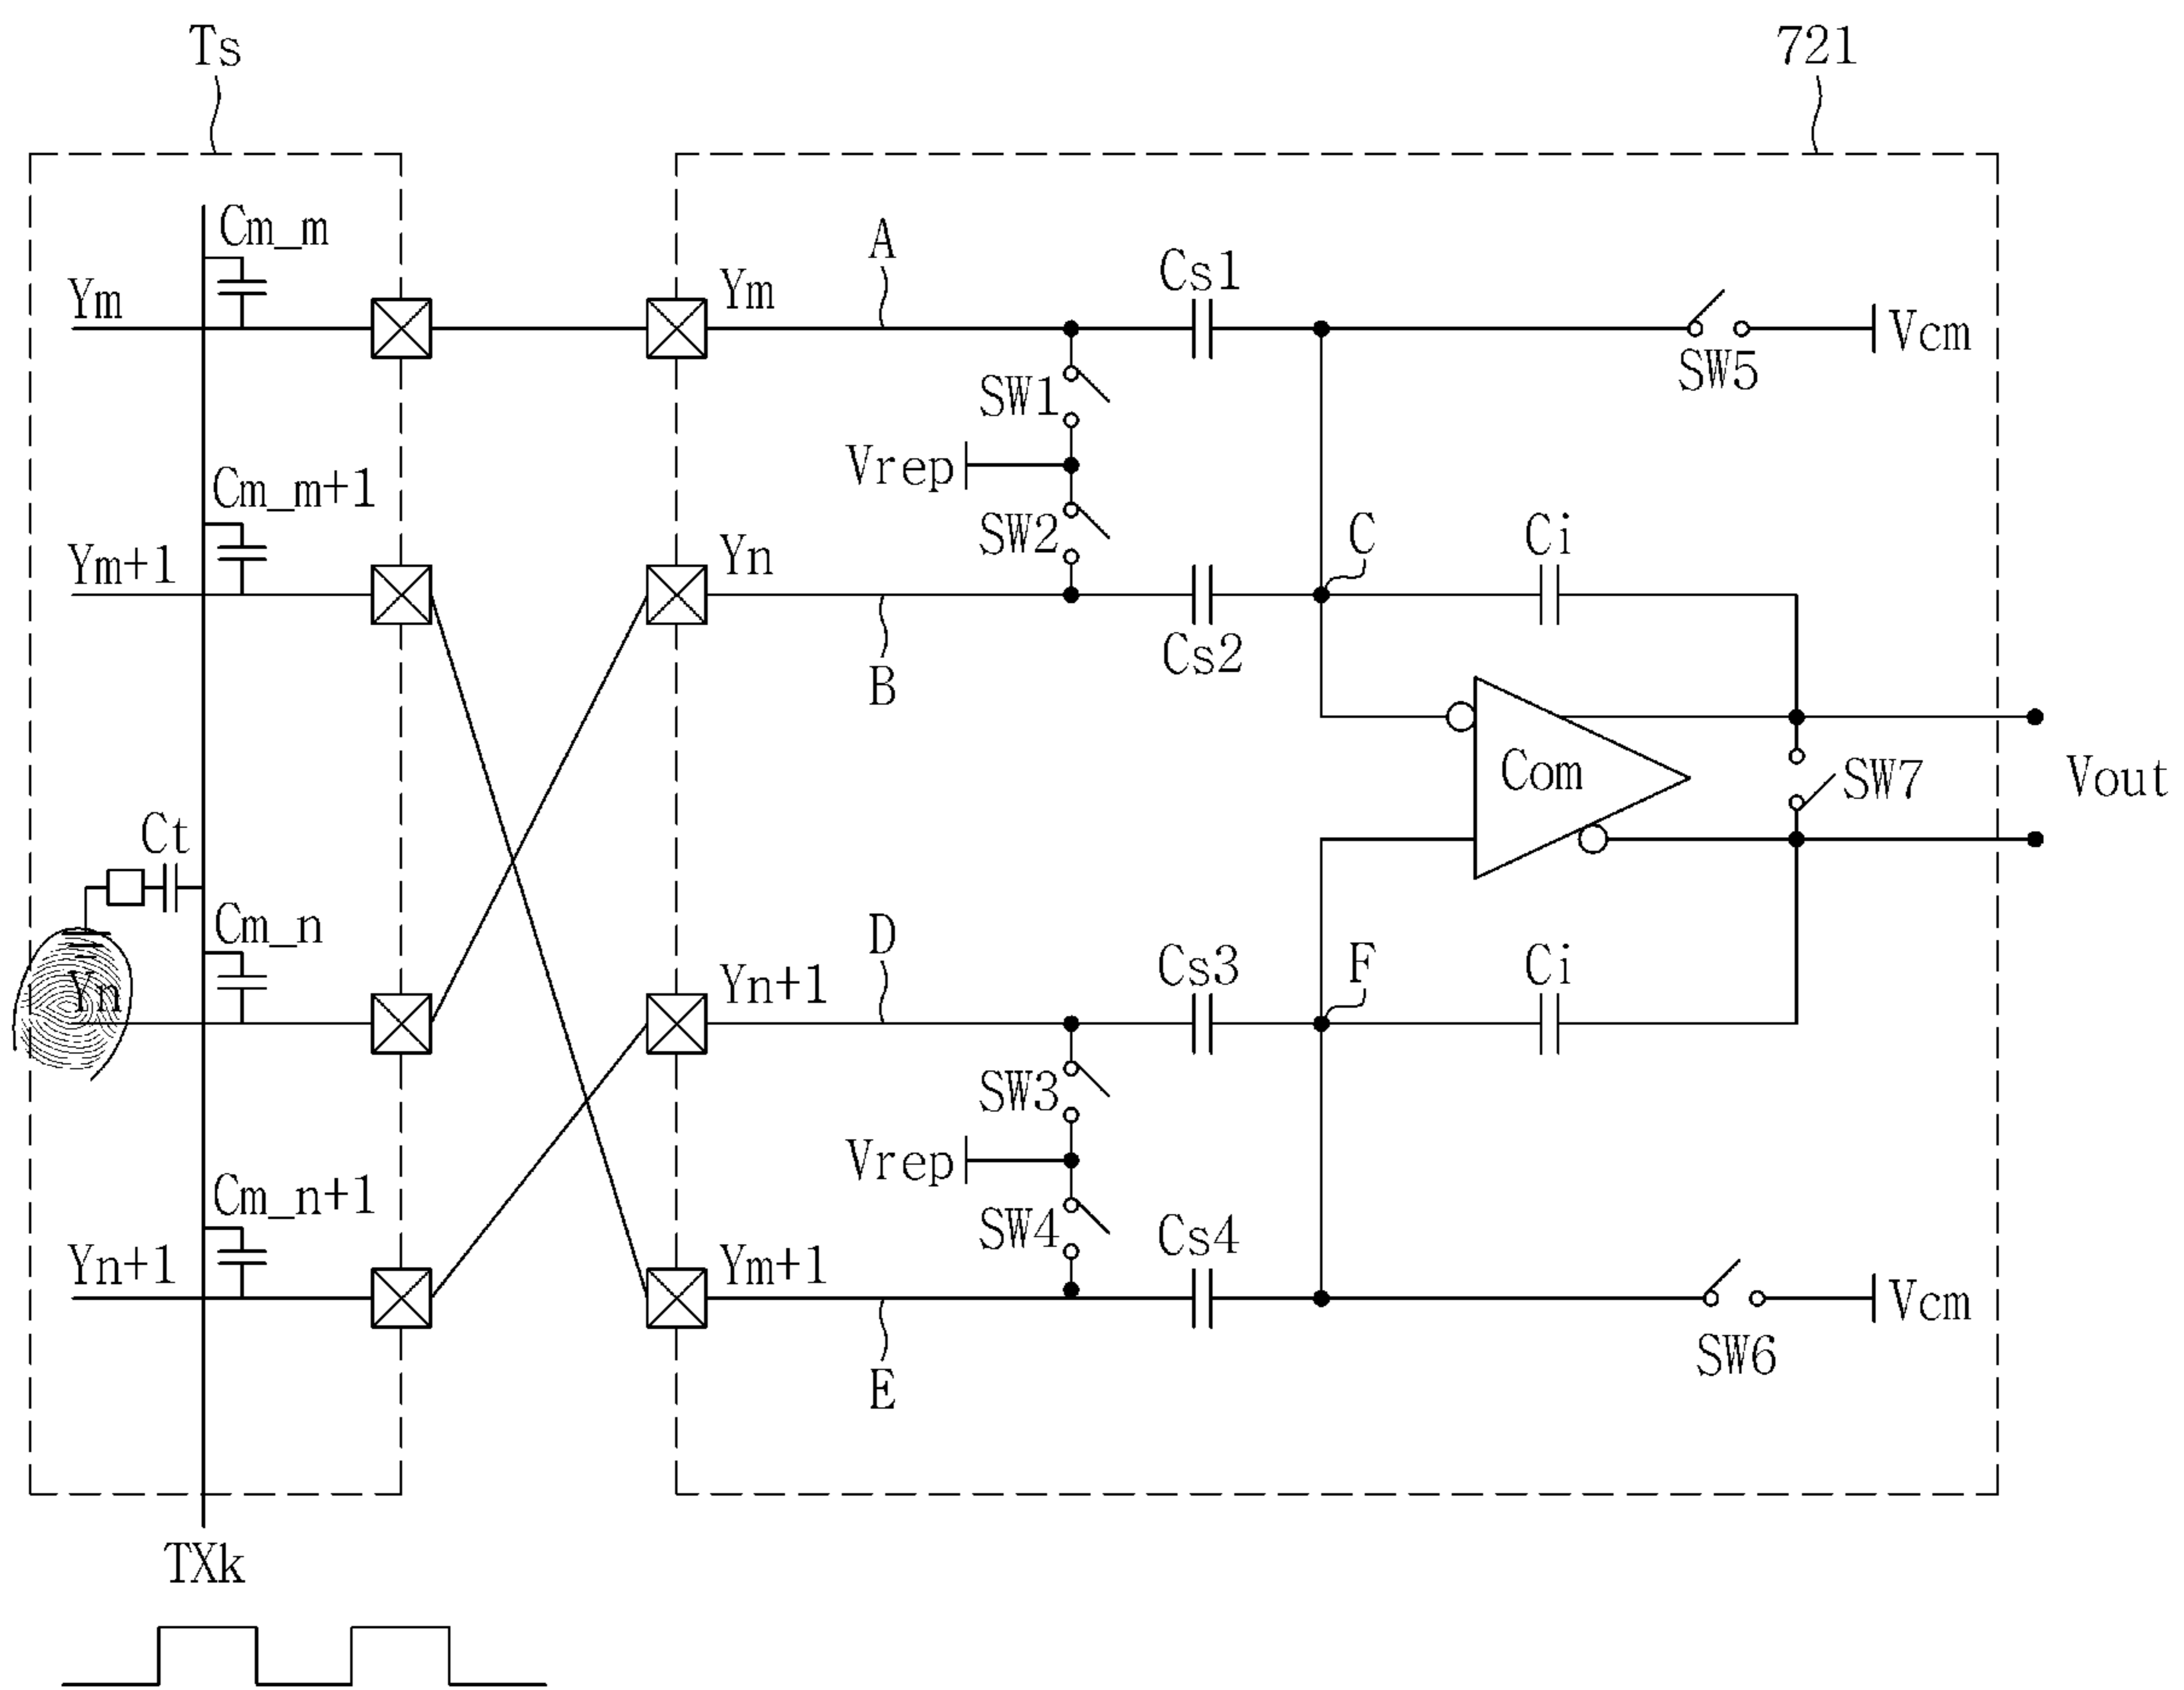 Ts
721
Cm_m
Ym
Ym
A
Cs1
SW5
Vcm
SW1
Vrep
Cm_m+1
Ym+1
Yn
SW2
C
Ci
B
Cs2
Com
SW7
Vout
Ct
Cm_n
Yn
D
Cs3
F
Ci
Yn+1
SW3
Vrep
Cm_n+1
Yn+1
Ym+1
SW4
Cs4
Vcm
E
SW6
TXk